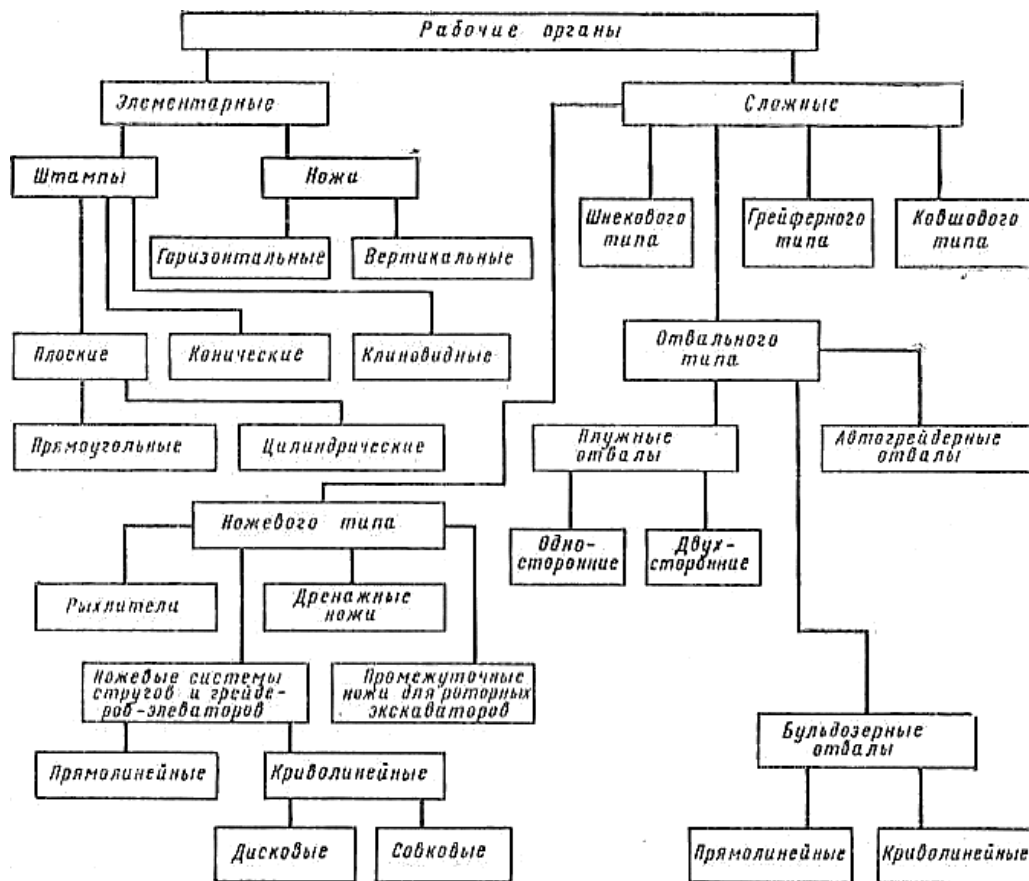 Рабочие органы
Элементарные
Сложные
Штампы
Ножи
Шнекового
типа
Грейферного
типа
Ковшового
типа
Горизонтальные
Вертикальные
Плоские
Конические
Клиновидные
Отвального
типа
Прямоугольные
Цилиндрические
Плужные
отвалы
Автогрейдерные
отвалы
Ножевого типа
Одно-
сторонние
Двух-
сторонние
Рыхлители
Дренажные
ножи
Ножевые системы
стругов и грейде-
ров-элеваторов
Промежуточные
ножи для роторных
экскаваторов
Бульдозерные
отвалы
Прямолинейные
Криволинейные
Дисковые
Совковые
Прямолинейные
Криволинейные